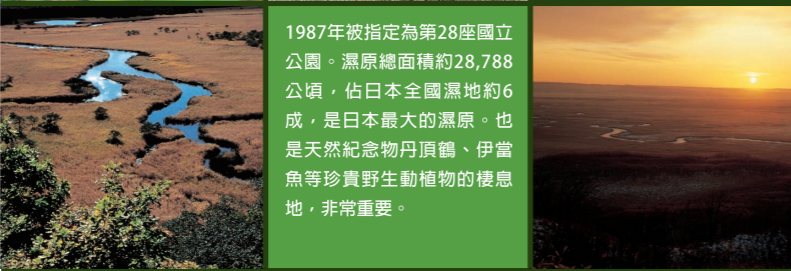 1987年被指定為第28座國立
公園。濕原總面積約28,788
公頃，佔日本全國濕地約6
成，是日本最大的濕原。也
是天然紀念物丹頂鶴、伊當
魚等珍貴野生動植物的棲息
地，非常重要。